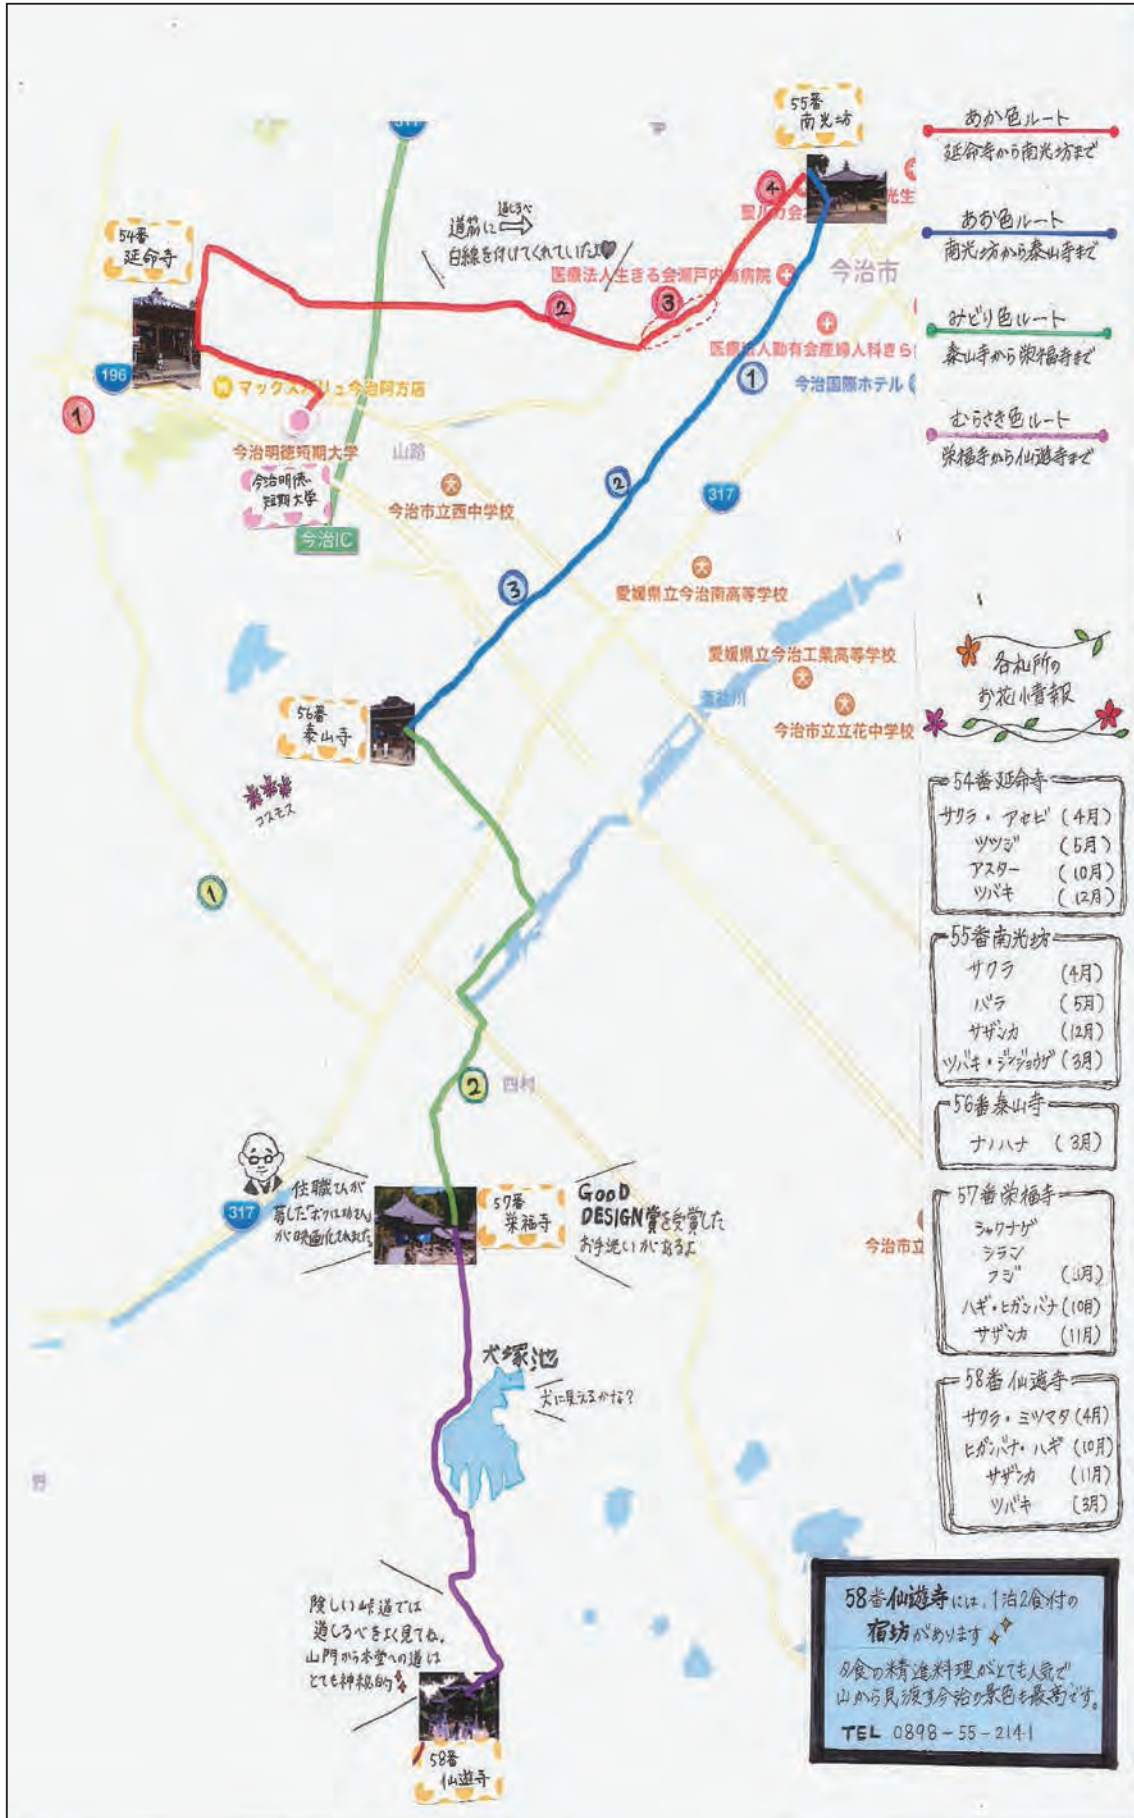 55番
南光坊
317
54番
延命寺
道前に
道しるべ
白線を付けてくれていたよ
医療法人生きる会瀬戸内海病院
今治市
④
②
③
医療法人勤有会産婦人科きら
今治国際ホテル
①
196
①
マックスバリュ今治阿方店
今治明徳短期大学
今治明徳
短期大学
山路
今治IC
今治市立西中学校
②
317
③
愛媛県立今治南高等学校
愛媛県立今治工業高等学校
蒼社川
今治市立立花中学校
56番
泰山寺
コスモス
①
②
四村
住職さんが
著した「ボクは坊さん」
が映画化されました
317
57番
栄福寺
GooD
DESIGN賞を受賞した
お手洗いがあるよ
今治市立
犬塚池
犬に見えるかな?
野
険しい峠道では
道しるべをよく見てね。
山門から本堂への道は
とても神秘的
58番
仙遊寺
あか色ルート
延命寺から南光坊まで
あお色ルート
南光坊から泰山寺まで
みどり色ルート
泰山寺から栄福寺まで
むらさき色ルート
栄福寺から仙遊寺まで
各札所の
お花情報
54番延命寺
サクラ・アセビ(4月)
ツツジ(5月)
アスター(10月)
ツバキ(12月)
55番南光坊
サクラ(4月)
バラ(5月)
サザンカ(12月)
ツバキ・ジンジョウゲ(3月)
56番泰山寺
ナノハナ(3月)
57番栄福寺
シャクナゲ
シラン
フジ
ハギ・ヒガンバナ(10月)
サザンカ(11月)
58番仙遊寺
サクラ・ミツマタ(4月)
ヒガンバナ・ハギ(10月)
サザンカ(11月)
ツバキ(3月)
58番仙遊寺には、1泊2食付の
宿坊があります
夕食の精進料理がとても人気で
山から見渡す今治の景色も最高です。
TEL 0898-55-2141